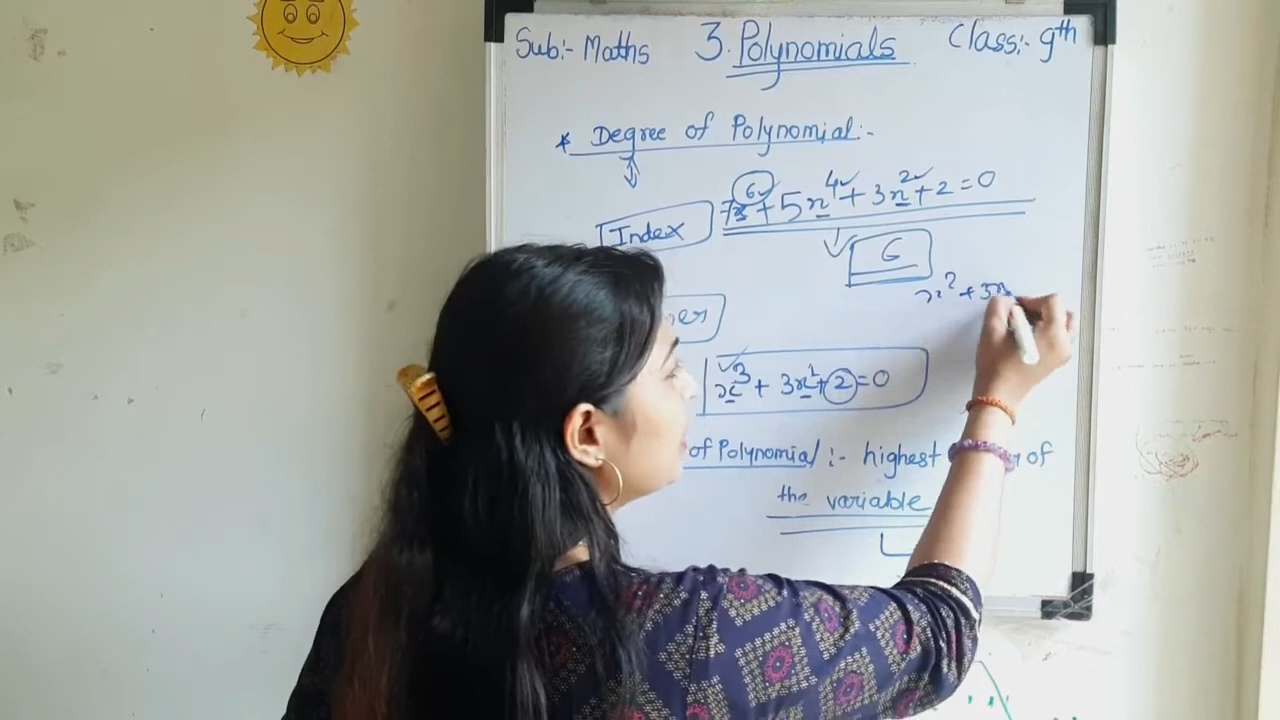 Sub:- Maths 3. Polynomials Class:- 9th
* Degree of Polynomial:-
Index
7x⁶ + 5x⁴ + 3x² + 2 = 0
6
x² + 3x
x³ + 3x¹ + 2 = 0
of Polynomial :- highest of
the variable